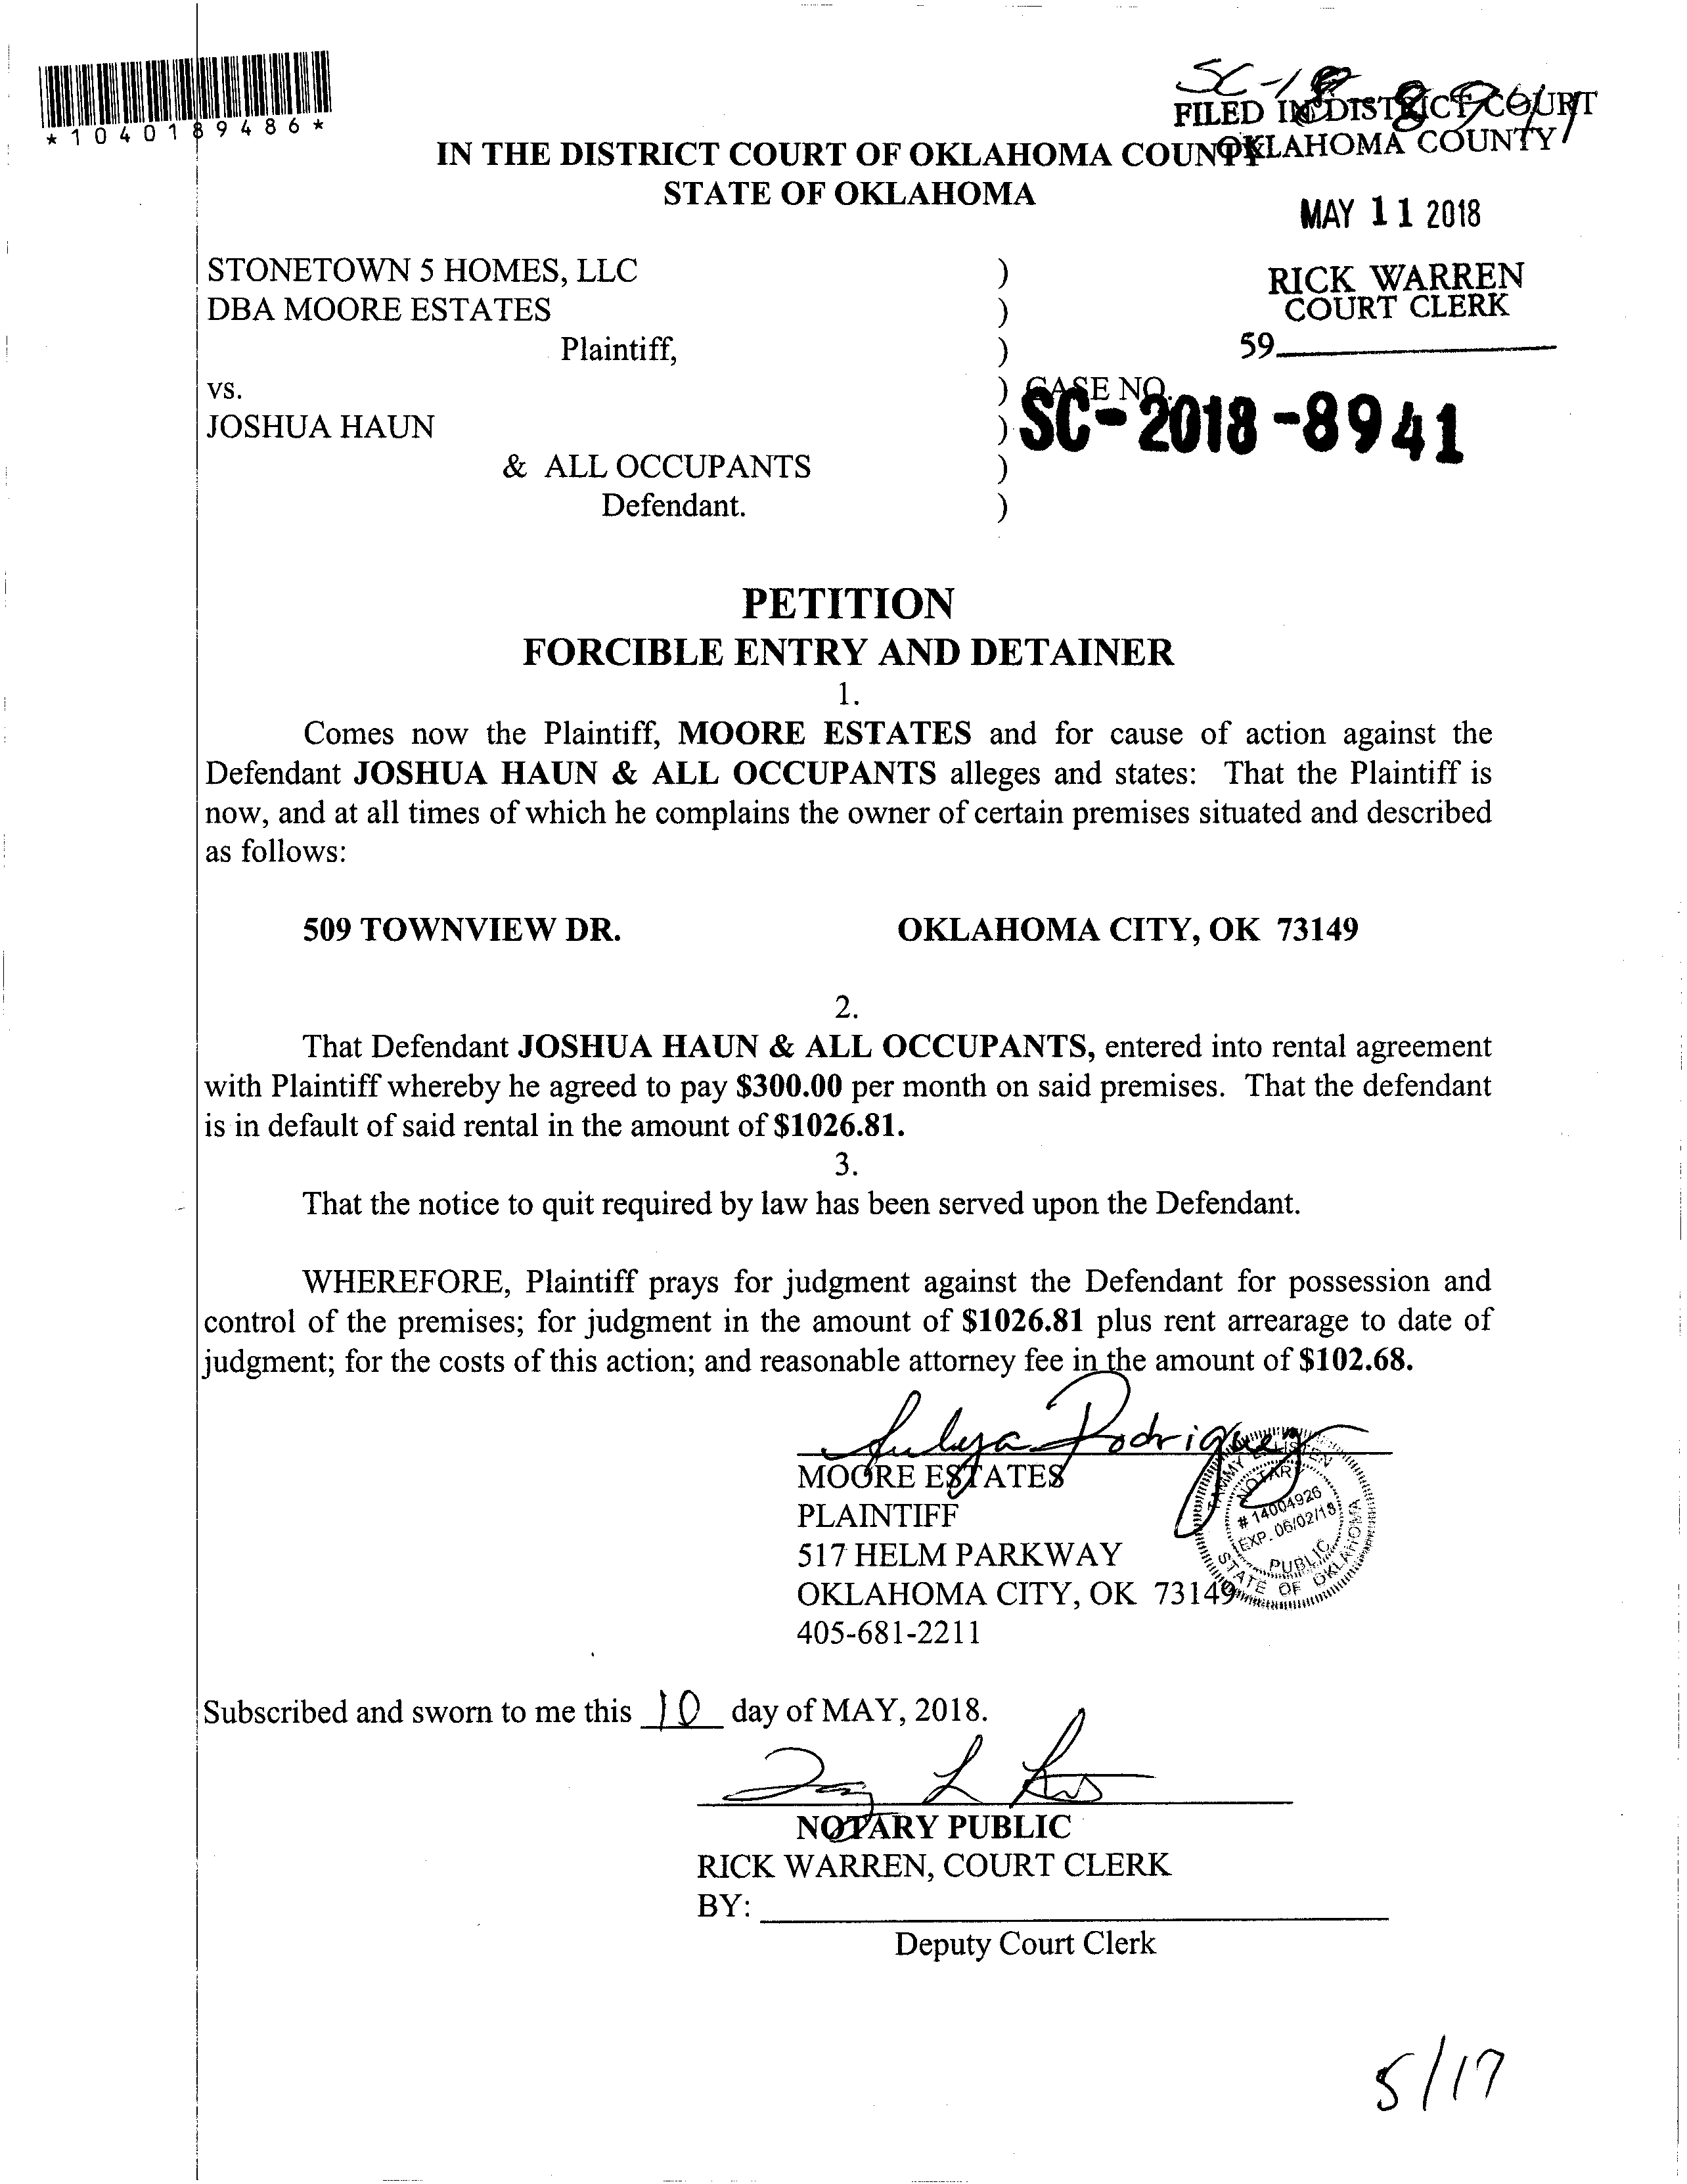 *1040189486*
SC-18-8941
FILED IN DISTRICT COURT
OKLAHOMA COUNTY
IN THE DISTRICT COURT OF OKLAHOMA COUNTY
STATE OF OKLAHOMA
MAY 11 2018
STONETOWN 5 HOMES, LLC )
RICK WARREN
DBA MOORE ESTATES )
COURT CLERK
Plaintiff, )
59
vs. ) CASE NO.
JOSHUA HAUN ) SC-2018-8941
& ALL OCCUPANTS )
Defendant. )
PETITION
FORCIBLE ENTRY AND DETAINER
1.
Comes now the Plaintiff, MOORE ESTATES and for cause of action against the
Defendant JOSHUA HAUN & ALL OCCUPANTS alleges and states: That the Plaintiff is
now, and at all times of which he complains the owner of certain premises situated and described
as follows:
509 TOWNVIEW DR. OKLAHOMA CITY, OK 73149
2.
That Defendant JOSHUA HAUN & ALL OCCUPANTS, entered into rental agreement
with Plaintiff whereby he agreed to pay $300.00 per month on said premises. That the defendant
is in default of said rental in the amount of $1026.81.
3.
That the notice to quit required by law has been served upon the Defendant.
WHEREFORE, Plaintiff prays for judgment against the Defendant for possession and
control of the premises; for judgment in the amount of $1026.81 plus rent arrearage to date of
judgment; for the costs of this action; and reasonable attorney fee in the amount of $102.68.
Rodriguez
MOORE ESTATES
PLAINTIFF
517 HELM PARKWAY
OKLAHOMA CITY, OK 73149
405-681-2211
NOTARY
# 14004926
EXP. 06/02/18
PUBLIC
STATE OF OKLAHOMA
Subscribed and sworn to me this 10 day of MAY, 2018.
NOTARY PUBLIC
RICK WARREN, COURT CLERK
BY:
Deputy Court Clerk
5/17